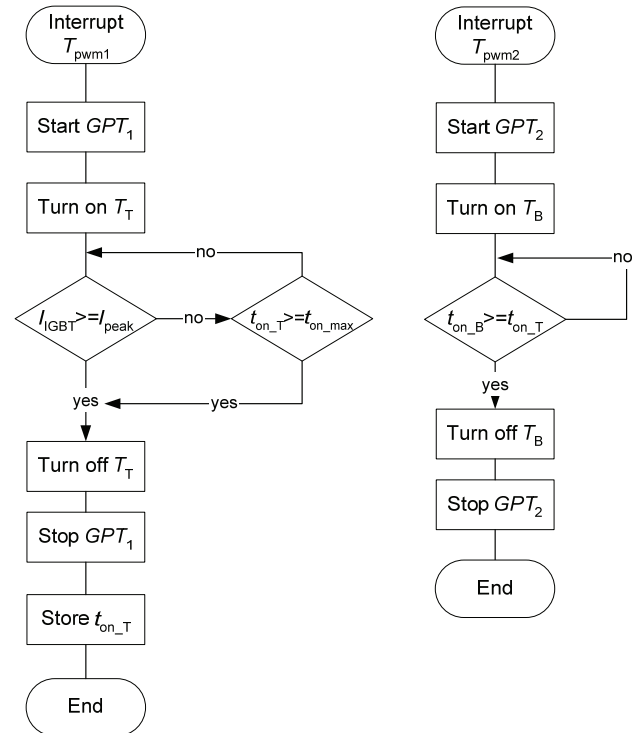 Interrupt
Tpwm1
Start GPT1
Turn on TT
no
IIGBT>=Ipeak
no
ton_T>=ton_max
yes
yes
Turn off TT
Stop GPT1
Store ton_T
End
Interrupt
Tpwm2
Start GPT2
Turn on TB
no
ton_B>=ton_T
yes
Turn off TB
Stop GPT2
End